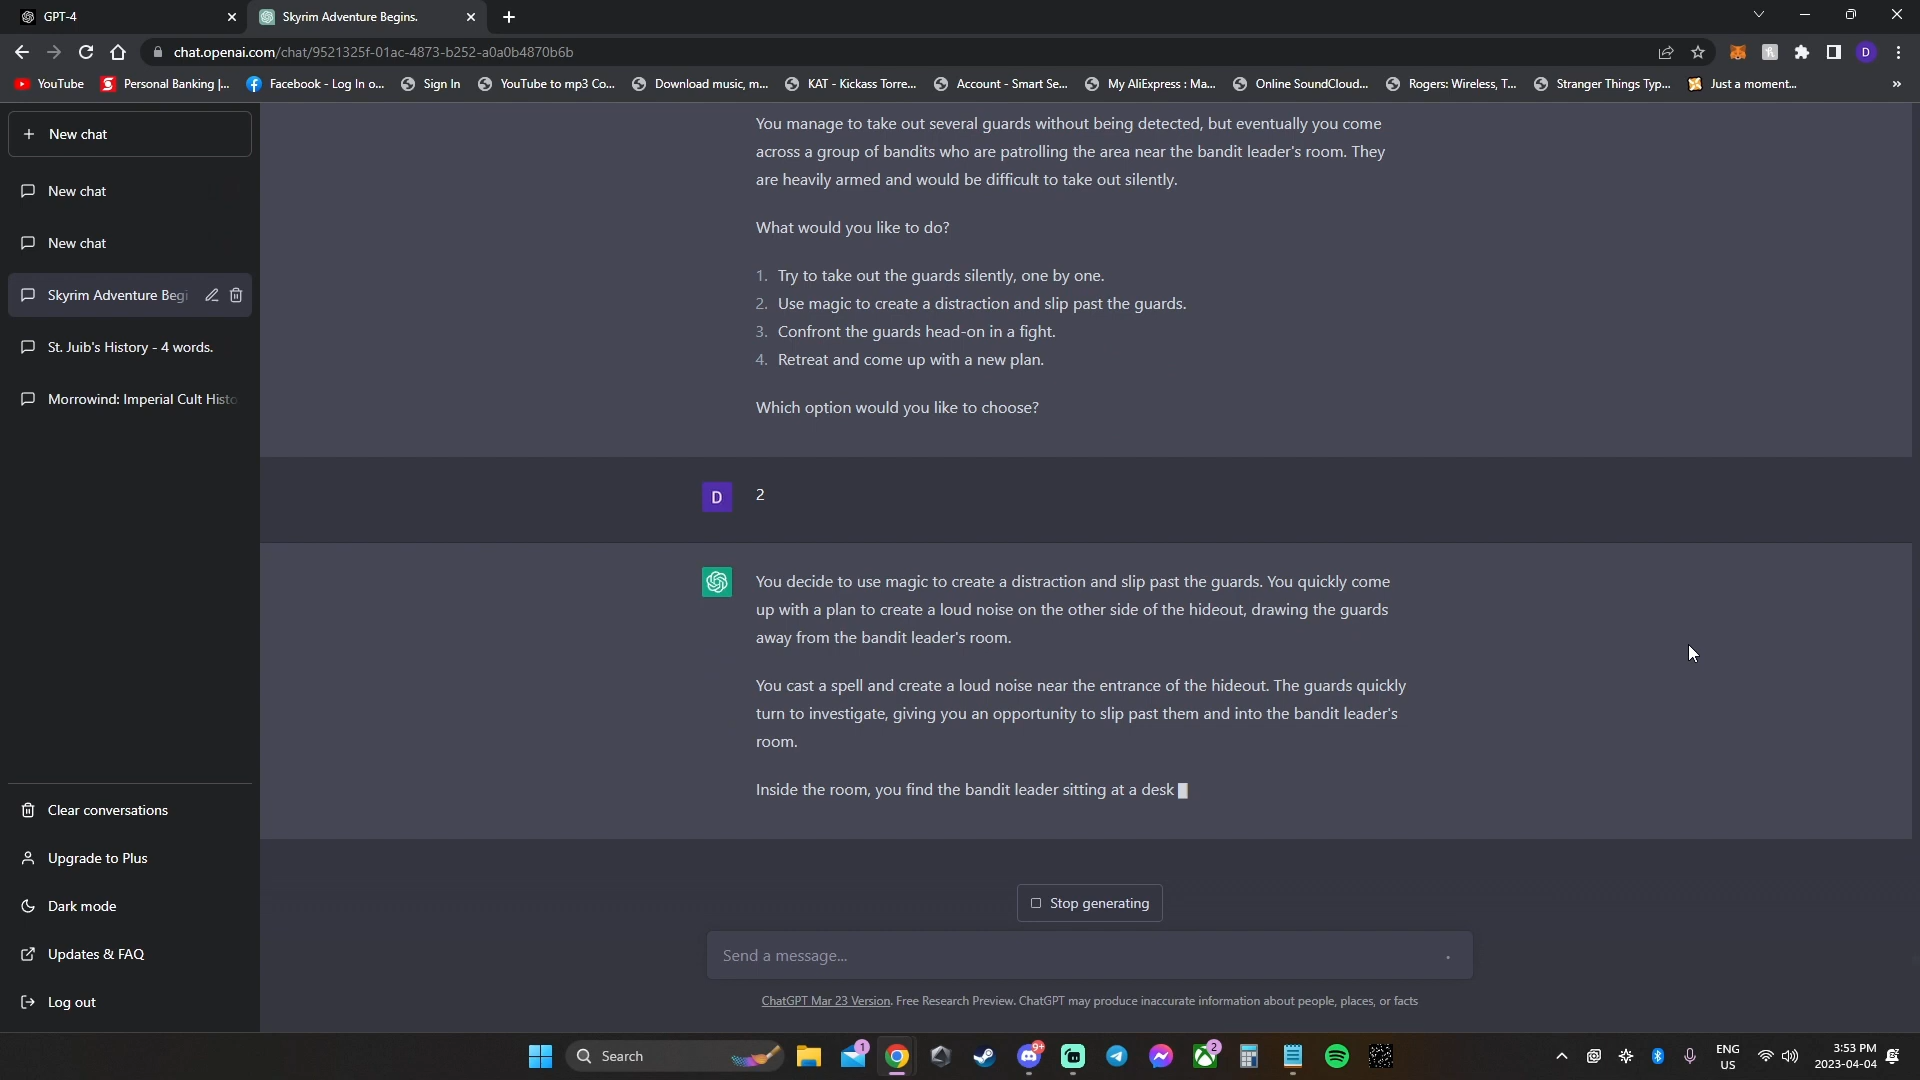 GPT-4
Skyrim Adventure Begins.
chat.openai.com/chat/9521325f-01ac-4873-b252-a0a0b4870b6b
D
YouTube
Personal Banking |...
Facebook - Log In o...
Sign In
YouTube to mp3 Co...
Download music, m...
KAT - Kickass Torre...
Account - Smart Se...
My AliExpress : Ma...
Online SoundCloud...
Rogers: Wireless, T...
Stranger Things Typ...
Just a moment...
»
+ New chat
New chat
New chat
Skyrim Adventure Begi
St. Juib's History - 4 words.
Morrowind: Imperial Cult Histo
Clear conversations
Upgrade to Plus
Dark mode
Updates & FAQ
Log out
You manage to take out several guards without being detected, but eventually you come
across a group of bandits who are patrolling the area near the bandit leader's room. They
are heavily armed and would be difficult to take out silently.
What would you like to do?
1. Try to take out the guards silently, one by one.
2. Use magic to create a distraction and slip past the guards.
3. Confront the guards head-on in a fight.
4. Retreat and come up with a new plan.
Which option would you like to choose?
D
2
You decide to use magic to create a distraction and slip past the guards. You quickly come
up with a plan to create a loud noise on the other side of the hideout, drawing the guards
away from the bandit leader's room.
You cast a spell and create a loud noise near the entrance of the hideout. The guards quickly
turn to investigate, giving you an opportunity to slip past them and into the bandit leader's
room.
Inside the room, you find the bandit leader sitting at a desk
Stop generating
Send a message...
ChatGPT Mar 23 Version. Free Research Preview. ChatGPT may produce inaccurate information about people, places, or facts
Search
1
9+
2
ENG
US
3:53 PM
2023-04-04